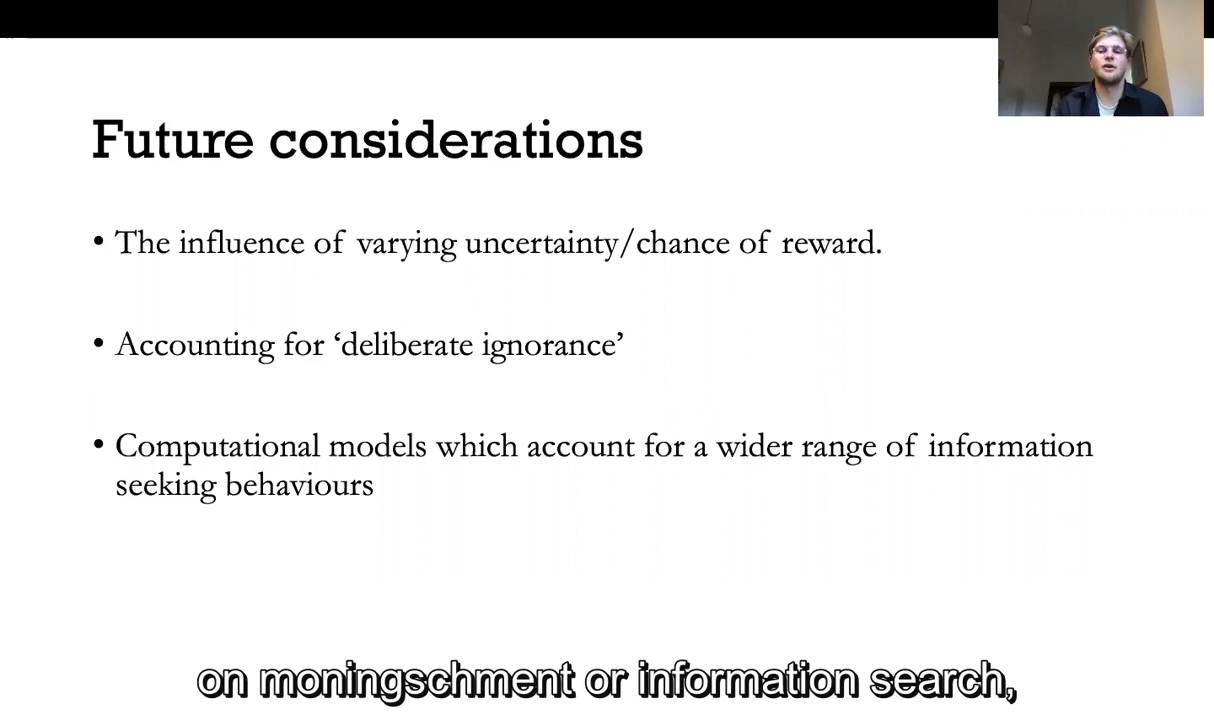 Future considerations
• The influence of varying uncertainty/chance of reward.
• Accounting for ‘deliberate ignorance’
• Computational models which account for a wider range of information
seeking behaviours
on moningschment or information search,